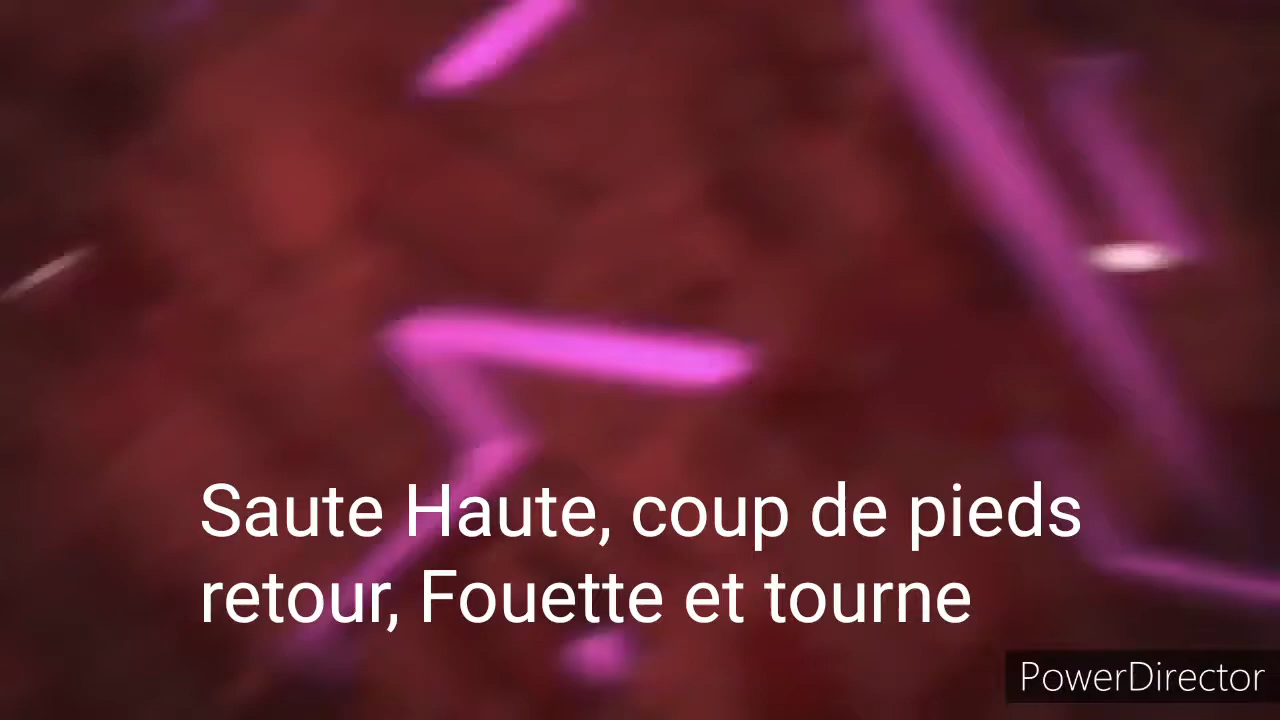 Saute Haute, coup de pieds
retour, Fouette et tourne
PowerDirector